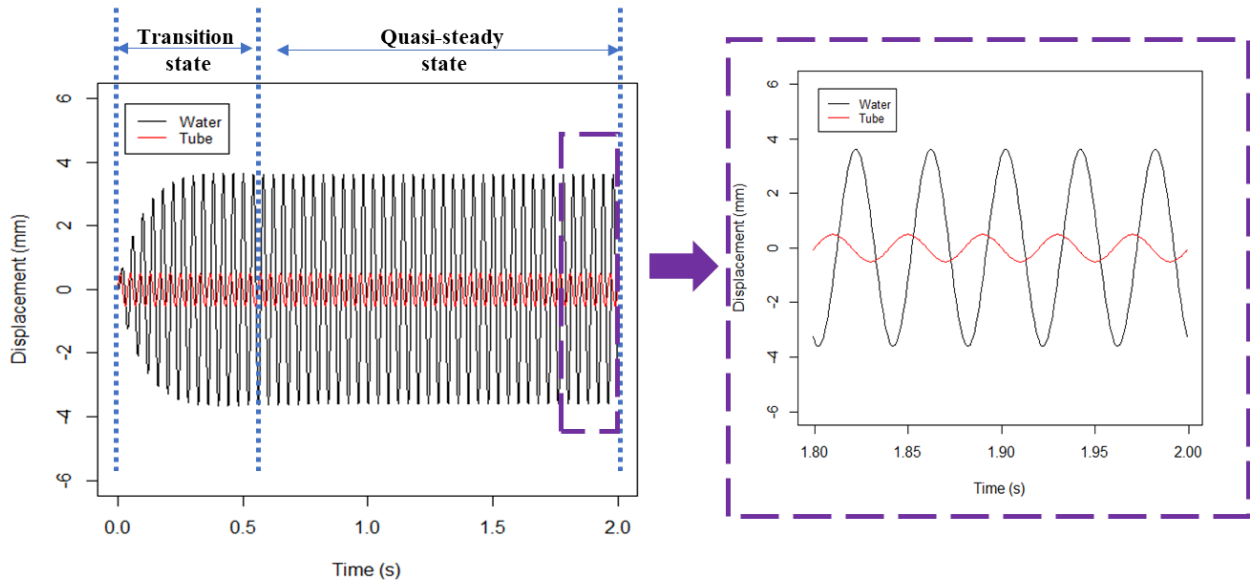 Transition
state
Quasi-steady
state
6
4
2
0
-2
-4
-6
Displacement (mm)
Water
Tube
0.0
0.5
1.0
1.5
2.0
Time (s)
6
4
2
0
-2
-4
-6
Displacement (mm)
Water
Tube
1.80
1.85
1.90
1.95
2.00
Time (s)